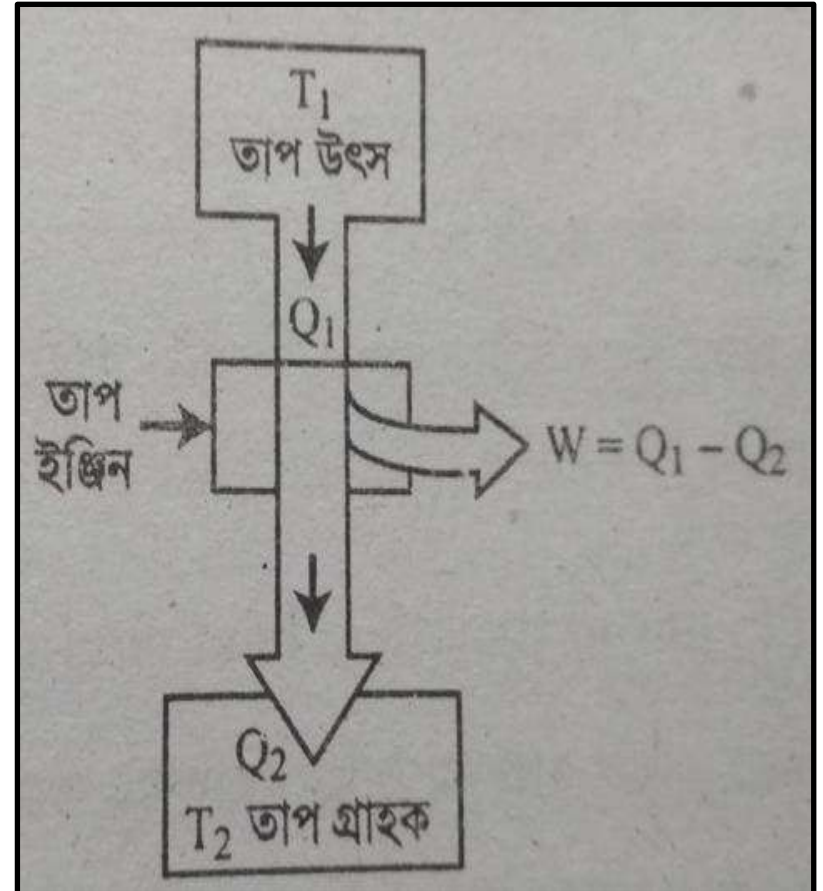 T₁
তাপ উৎস
Q₁
তাপ
ইঞ্জিন
W = Q₁ – Q₂
Q₂
T₂ তাপ গ্রাহক